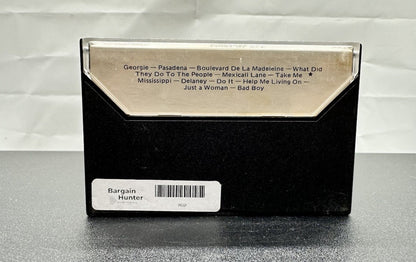 Georgie — Pasadena — Boulevard De La Madeleine — What Did
They Do To The People — Mexicali Lane — Take Me ★
Mississippi — Delaney — Do It — Help Me Living On —
Just a Woman — Bad Boy
Bargain
Hunter